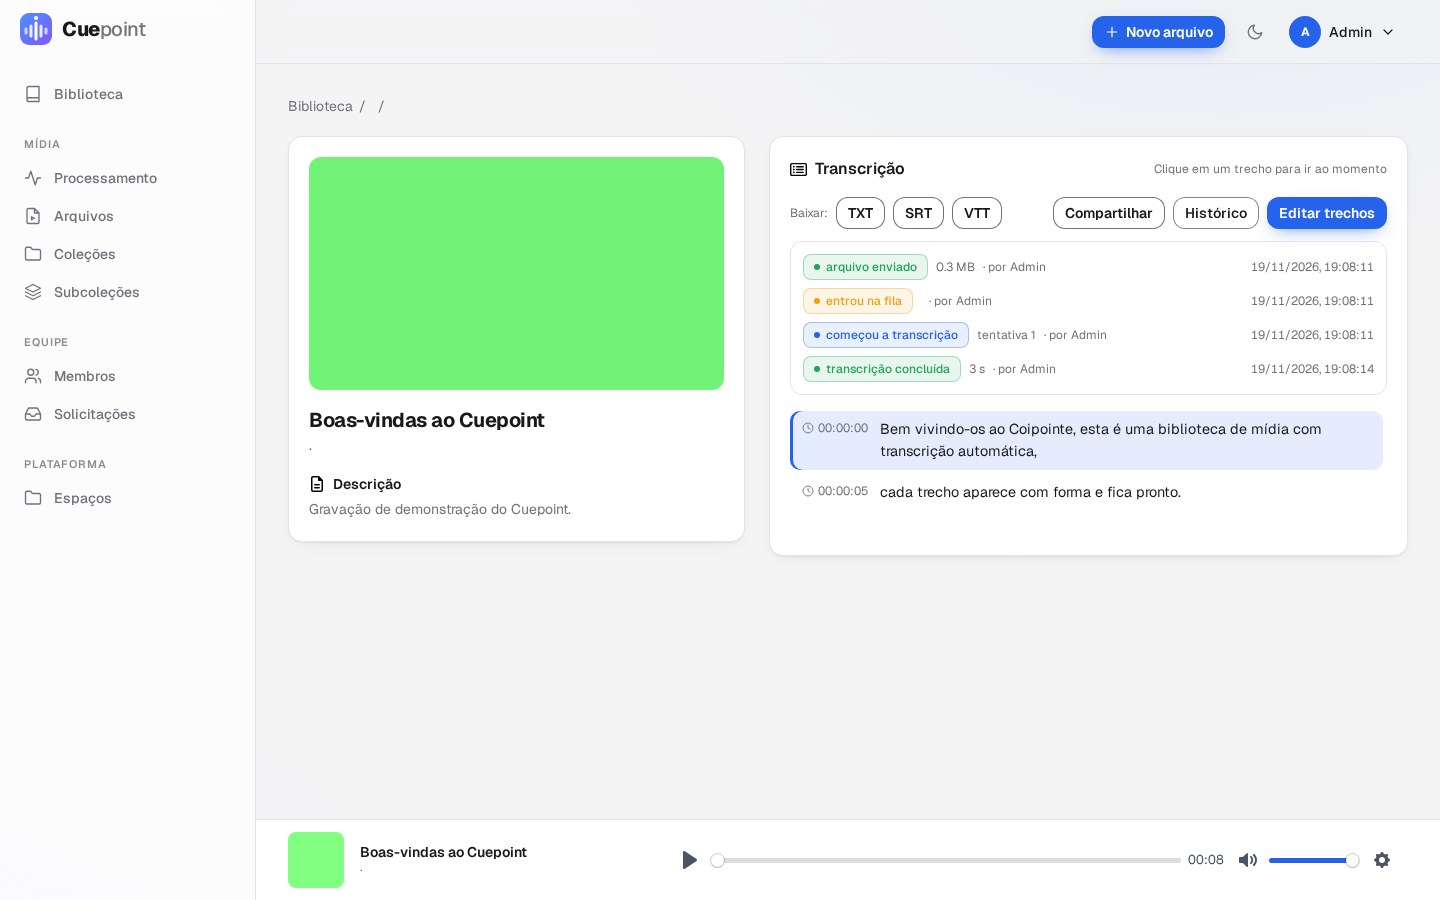 Cuepoint
Novo arquivo
A
Admin
Biblioteca
MÍDIA
Processamento
Arquivos
Coleções
Subcoleções
EQUIPE
Membros
Solicitações
PLATAFORMA
Espaços
Biblioteca / /
Boas-vindas ao Cuepoint
·
Descrição
Gravação de demonstração do Cuepoint.
Transcrição
Clique em um trecho para ir ao momento
Baixar: TXT SRT VTT Compartilhar Histórico Editar trechos
arquivo enviado 0.3 MB · por Admin 19/11/2026, 19:08:11
entrou na fila · por Admin 19/11/2026, 19:08:11
começou a transcrição tentativa 1 · por Admin 19/11/2026, 19:08:11
transcrição concluída 3 s · por Admin 19/11/2026, 19:08:14
00:00:00 Bem vivindo-os ao Coipointe, esta é uma biblioteca de mídia com
transcrição automática,
00:00:05 cada trecho aparece com forma e fica pronto.
Boas-vindas ao Cuepoint
·
00:08